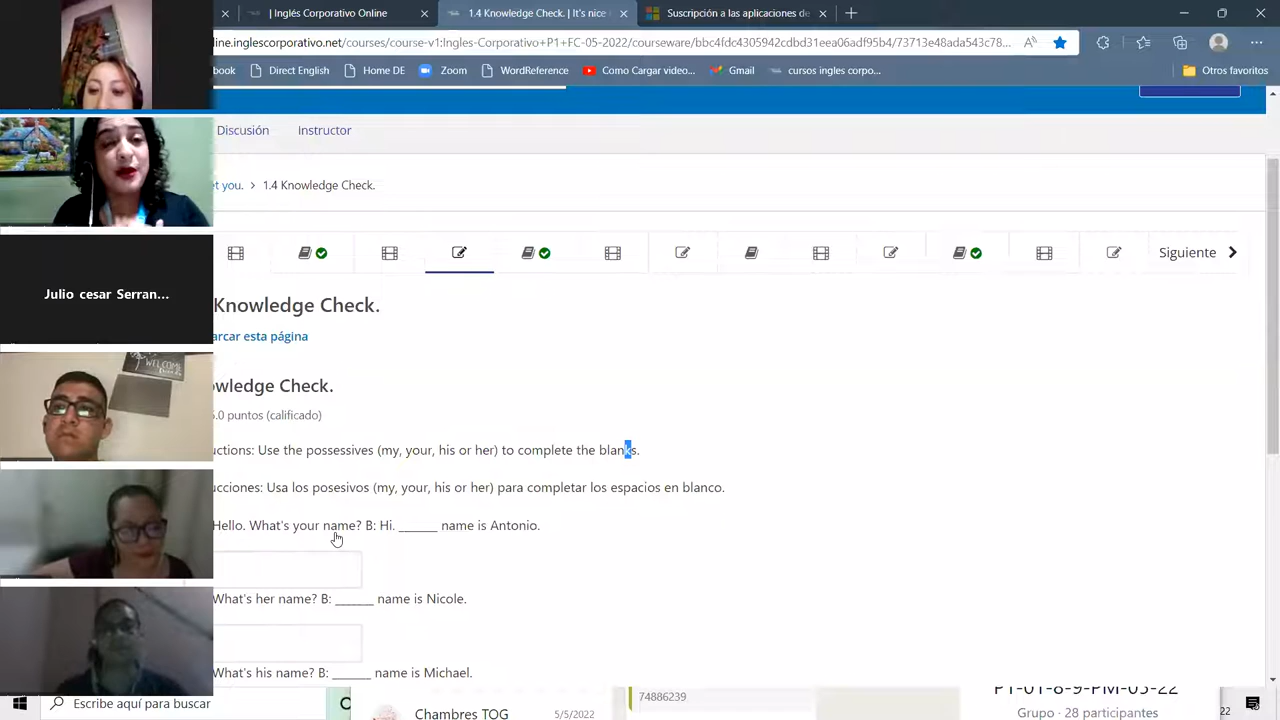 Inglés Corporativo Online
1.4 Knowledge Check. | It's nice
Suscripción a las aplicaciones de
line.inglescorporativo.net/courses/course-v1:Ingles-Corporativo+P1+FC-05-2022/courseware/bbc4fdc4305942cdbd31eea06adf95b4/73713e48ada543c78...
book
Direct English
Home DE
Zoom
WordReference
Como Cargar video...
Gmail
cursos ingles corpo...
Otros favoritos
Discusión
Instructor
et you. > 1.4 Knowledge Check.
Siguiente
Knowledge Check.
arcar esta página
owledge Check.
6.0 puntos (calificado)
uctions: Use the possessives (my, your, his or her) to complete the blanks.
ucciones: Usa los posesivos (my, your, his or her) para completar los espacios en blanco.
Hello. What's your name? B: Hi. ______ name is Antonio.
What's her name? B: ______ name is Nicole.
What's his name? B: ______ name is Michael.
Julio cesar Serran...
WELCOME
Escribe aquí para buscar
Chambres TOG
5/5/2022
74886239
P1-01-8-9-PM-05-22
Grupo · 28 participantes
22